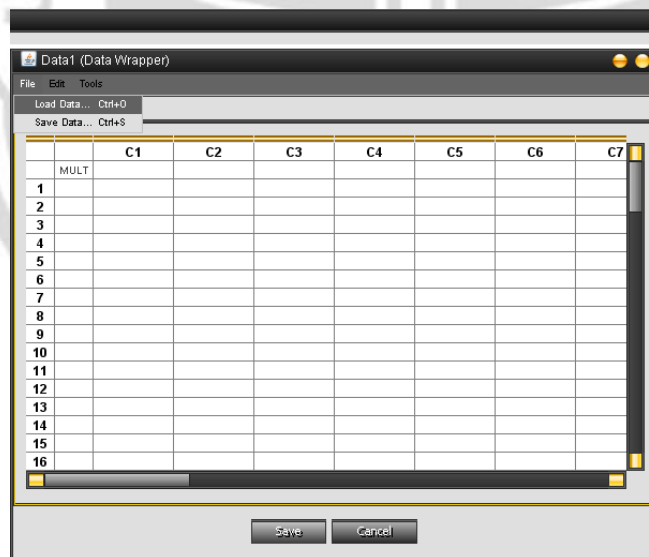 Data1 (Data Wrapper)
File Edit Tools
Load Data... Ctrl+O
Save Data... Ctrl+S
C1 C2 C3 C4 C5 C6 C7
MULT
1
2
3
4
5
6
7
8
9
10
11
12
13
14
15
16
Save Cancel